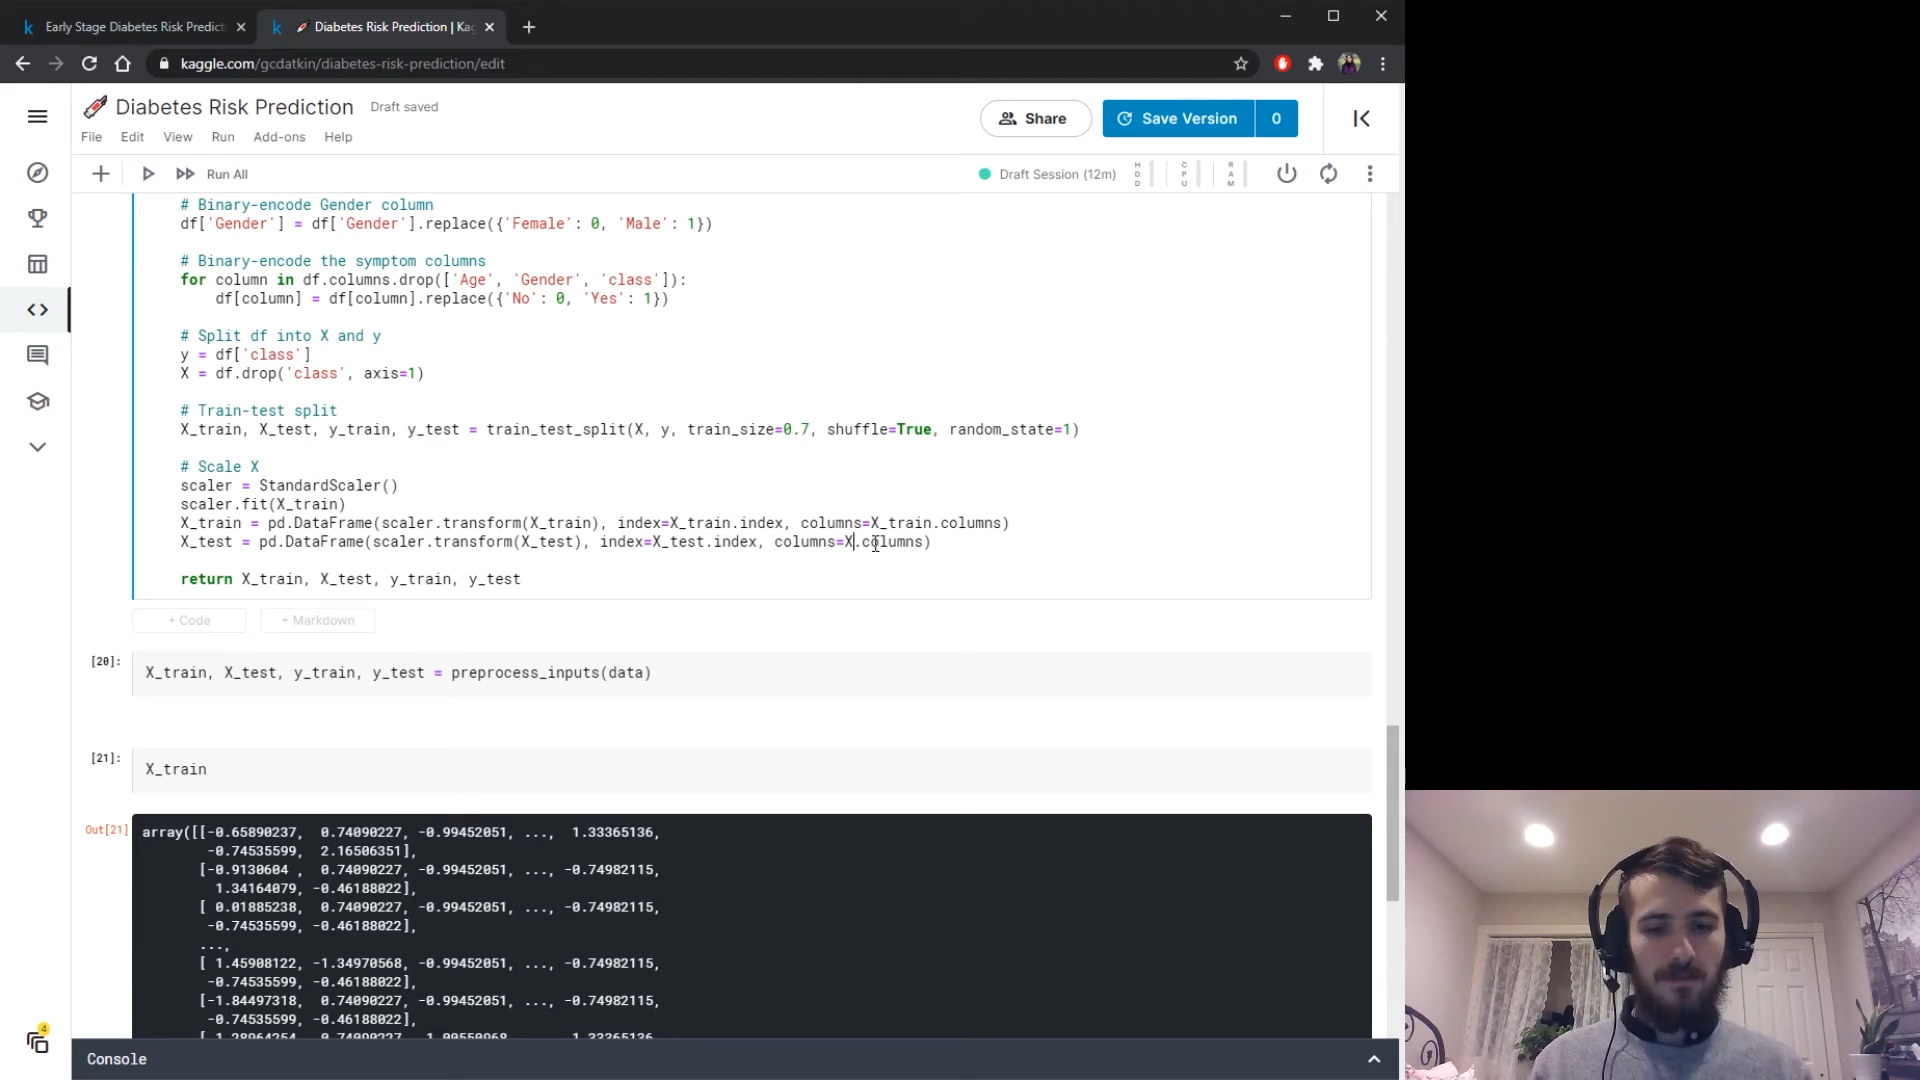 Early Stage Diabetes Risk Predict
Diabetes Risk Prediction | Kag
kaggle.com/gcdatkin/diabetes-risk-prediction/edit
Diabetes Risk Prediction
Draft saved
Share
Save Version
0
File
Edit
View
Run
Add-ons
Help
Run All
Draft Session (12m)
HDD
CPU
RAM
# Binary-encode Gender column
df['Gender'] = df['Gender'].replace({'Female': 0, 'Male': 1})
# Binary-encode the symptom columns
for column in df.columns.drop(['Age', 'Gender', 'class']):
df[column] = df[column].replace({'No': 0, 'Yes': 1})
# Split df into X and y
y = df['class']
X = df.drop('class', axis=1)
# Train-test split
X_train, X_test, y_train, y_test = train_test_split(X, y, train_size=0.7, shuffle=True, random_state=1)
# Scale X
scaler = StandardScaler()
scaler.fit(X_train)
X_train = pd.DataFrame(scaler.transform(X_train), index=X_train.index, columns=X_train.columns)
X_test = pd.DataFrame(scaler.transform(X_test), index=X_test.index, columns=X.columns)
return X_train, X_test, y_train, y_test
+ Code
+ Markdown
[20]:
X_train, X_test, y_train, y_test = preprocess_inputs(data)
[21]:
X_train
Out[21]
array([[-0.65890237, 0.74090227, -0.99452051, ..., 1.33365136,
-0.74535599, 2.16506351],
[-0.9130604 , 0.74090227, -0.99452051, ..., -0.74982115,
1.34164079, -0.46188022],
[ 0.01885238, 0.74090227, -0.99452051, ..., -0.74982115,
-0.74535599, -0.46188022],
...,
[ 1.45908122, -1.34970568, -0.99452051, ..., -0.74982115,
-0.74535599, -0.46188022],
[-1.84497318, 0.74090227, -0.99452051, ..., -0.74982115,
-0.74535599, -0.46188022],
4
Console